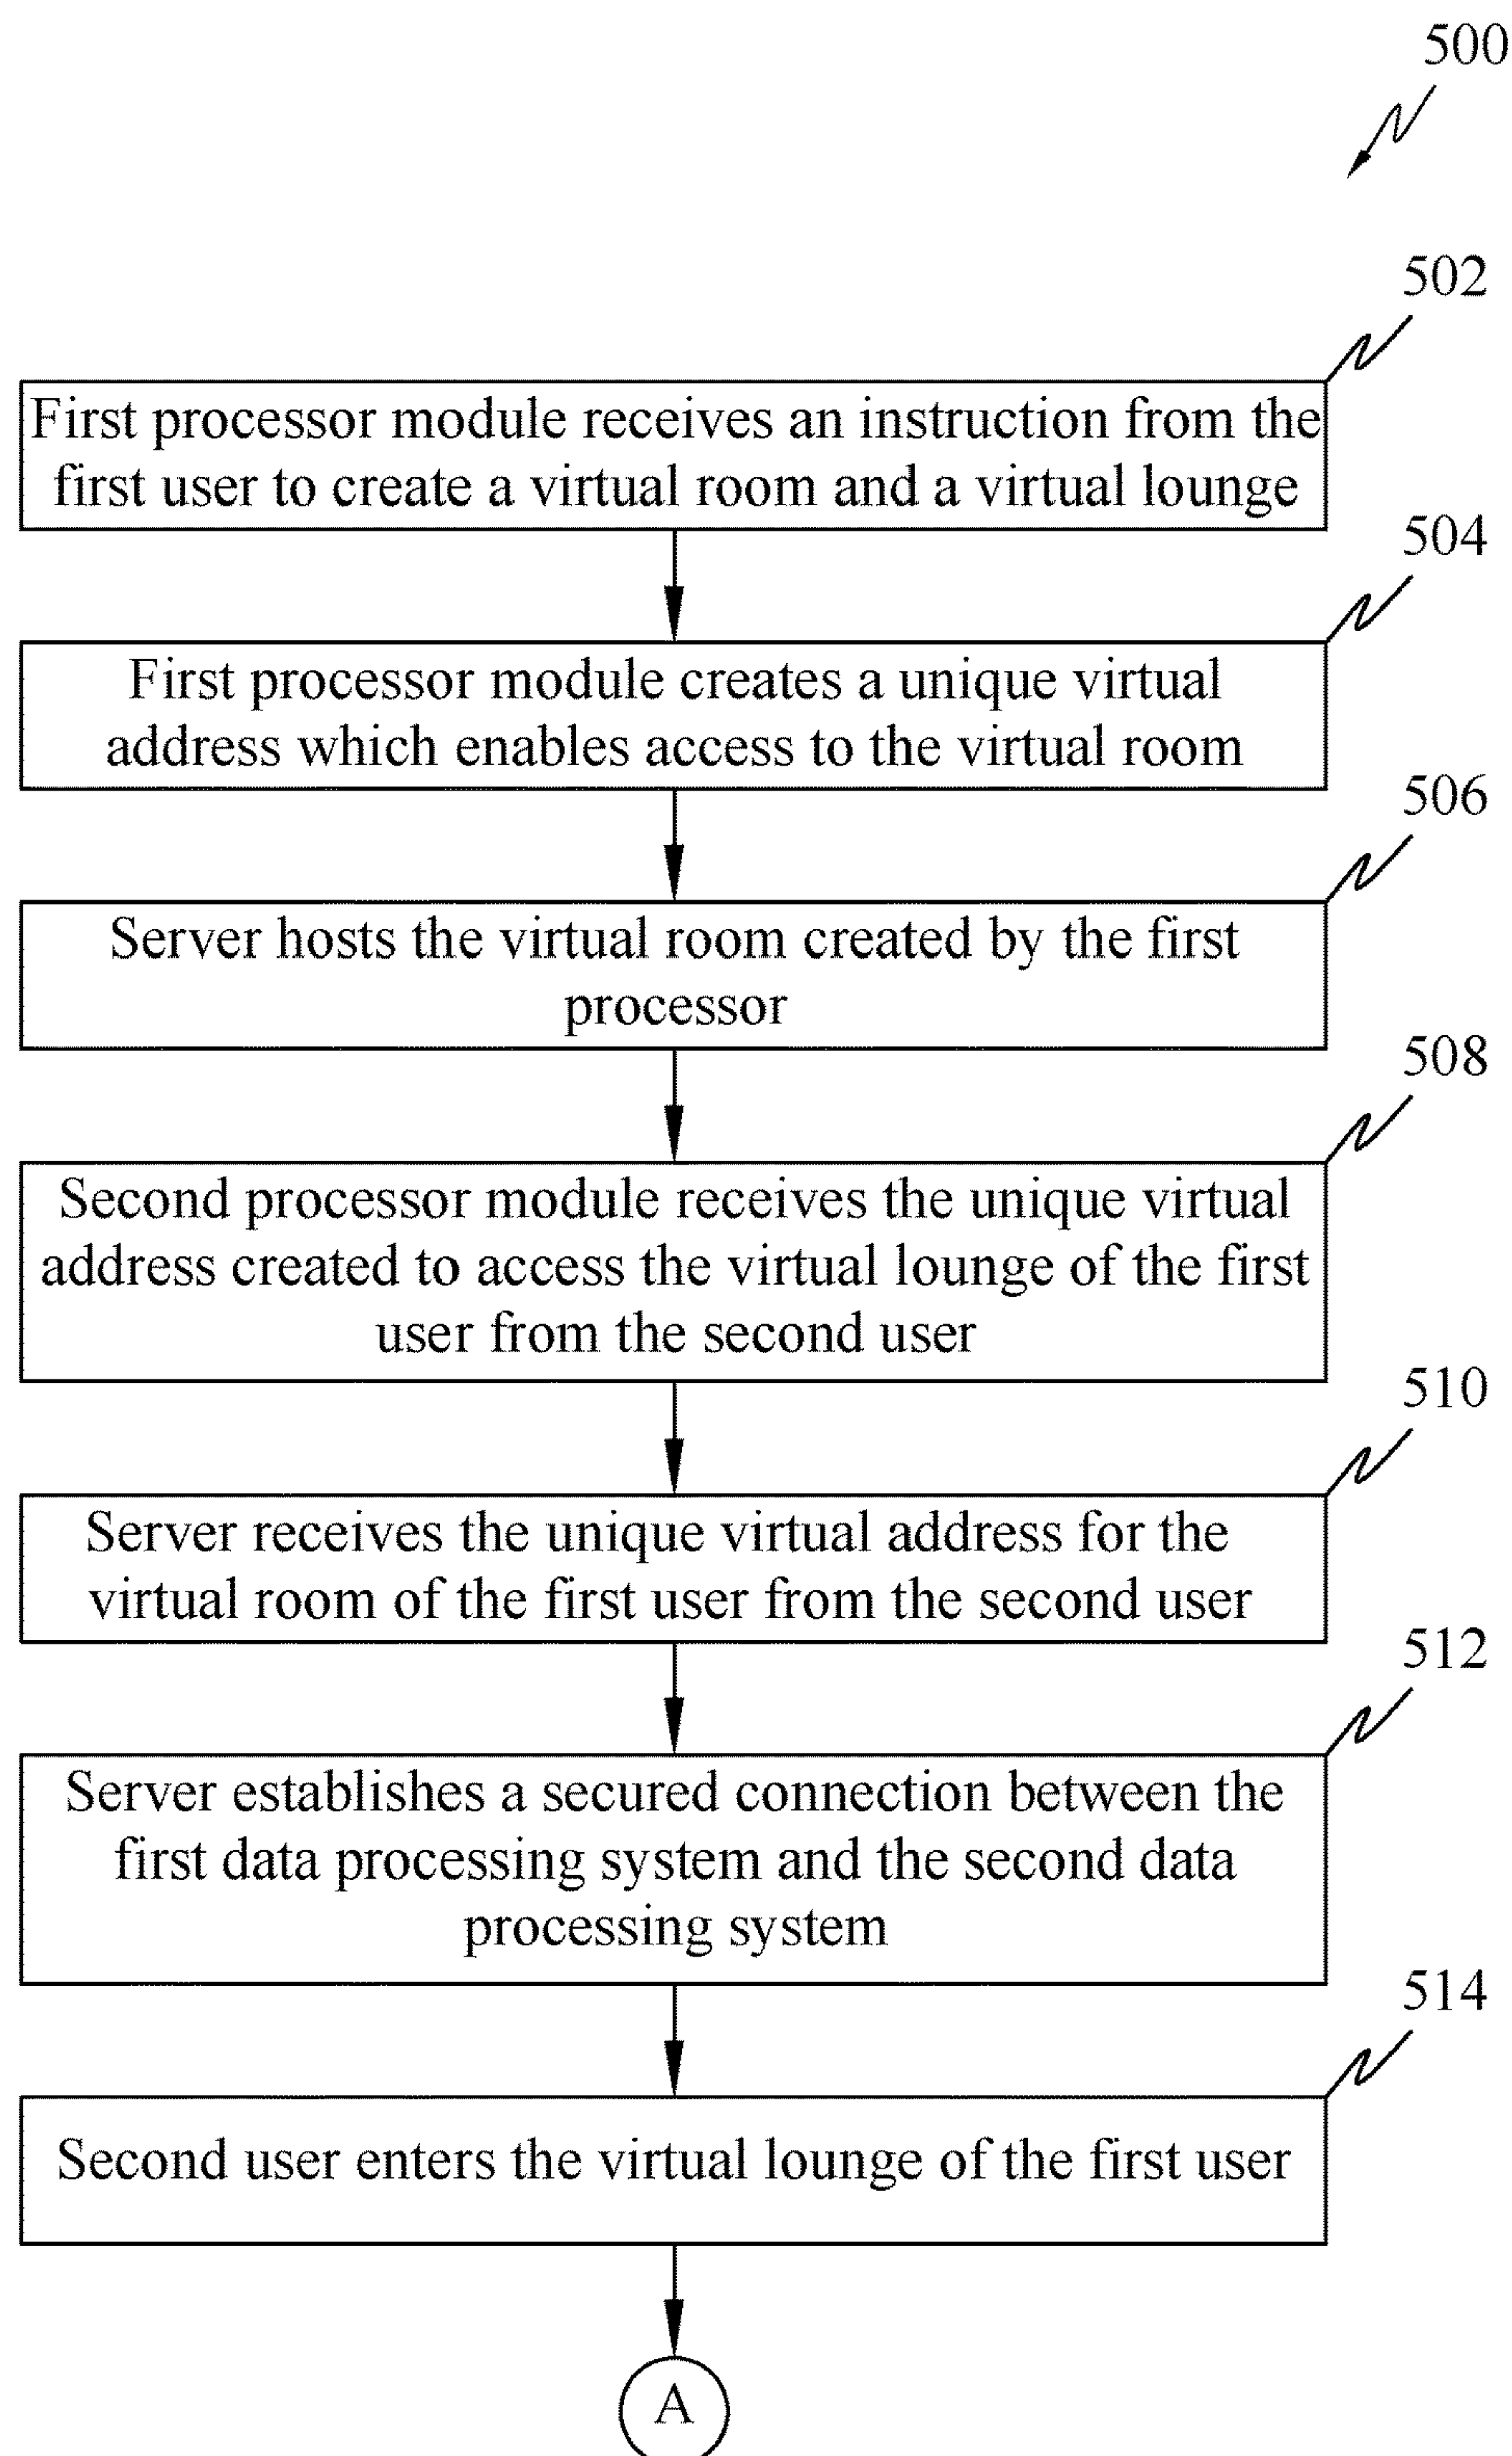 500
502
First processor module receives an instruction from the
first user to create a virtual room and a virtual lounge
504
First processor module creates a unique virtual
address which enables access to the virtual room
506
Server hosts the virtual room created by the first
processor
508
Second processor module receives the unique virtual
address created to access the virtual lounge of the first
user from the second user
510
Server receives the unique virtual address for the
virtual room of the first user from the second user
512
Server establishes a secured connection between the
first data processing system and the second data
processing system
514
Second user enters the virtual lounge of the first user
A